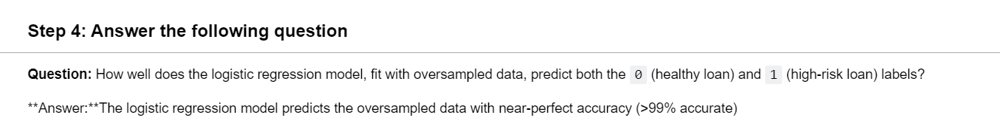 Step 4: Answer the following question
Question: How well does the logistic regression model, fit with oversampled data, predict both the 0 (healthy loan) and 1 (high-risk loan) labels?
**Answer:**The logistic regression model predicts the oversampled data with near-perfect accuracy (>99% accurate)